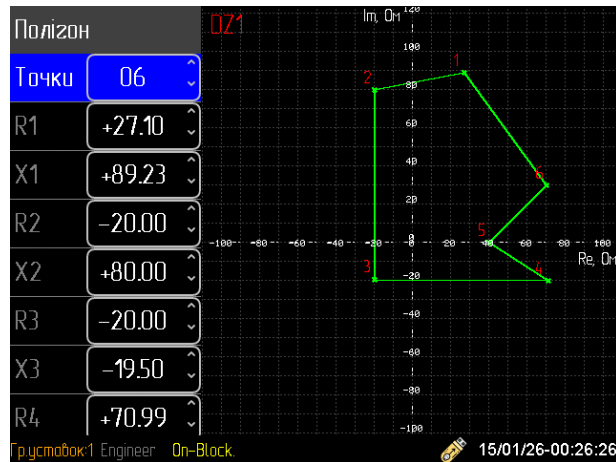 Полігон
Точки 06
R1 +27.10
X1 +89.23
R2 -20.00
X2 +80.00
R3 -20.00
X3 -19.50
R4 +70.99
DZ1
Im, Ом
120
100
80
60
40
20
0
-20
-40
-60
-80
-100
-100 -80 -60 -40 -20 0 20 40 60 80 100
Re, Ом
1
2
3
4
5
6
Гр.уставок:1 Engineer On-Block. 15/01/26-00:26:26